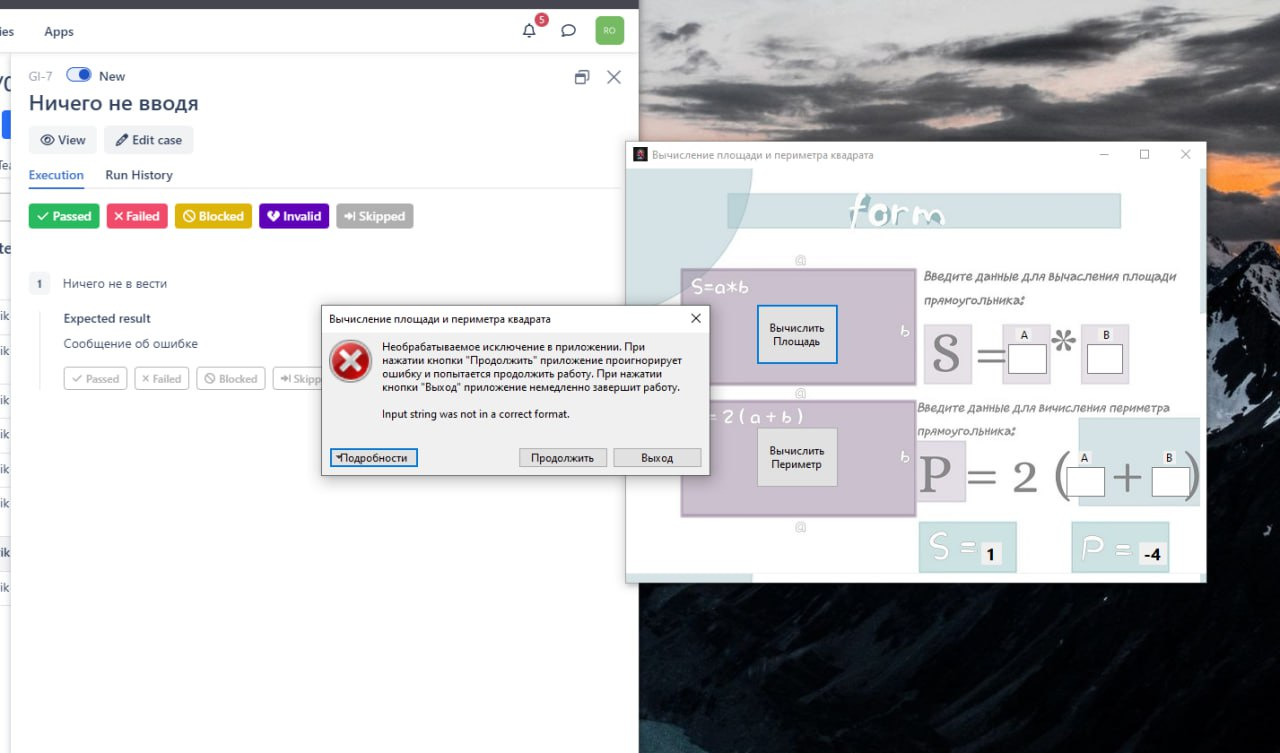 Apps
5
RO
GI-7 New
Ничего не вводя
View Edit case
Execution Run History
Passed Failed Blocked Invalid Skipped
1 Ничего не в вести
Expected result
Сообщение об ошибке
Passed Failed Blocked
Вычисление площади и периметра квадрата
Необрабатываемое исключение в приложении. При
нажатии кнопки "Продолжить" приложение проигнорирует
ошибку и попытается продолжить работу. При нажатии
кнопки "Выход" приложение немедленно завершит работу.
Input string was not in a correct format.
Подробности Продолжить Выход
Вычисление площади и периметра квадрата
form
@
S=a*b
Вычислить
Площадь
b
Введите данные для вычасления площади
прямоугольника:
A B
S = *
@
= 2 ( a + b )
Вычислить
Периметр
b
Введите данные для вичисления периметра
прямоугольника:
A B
P = 2 ( + )
@
S = 1
P = -4